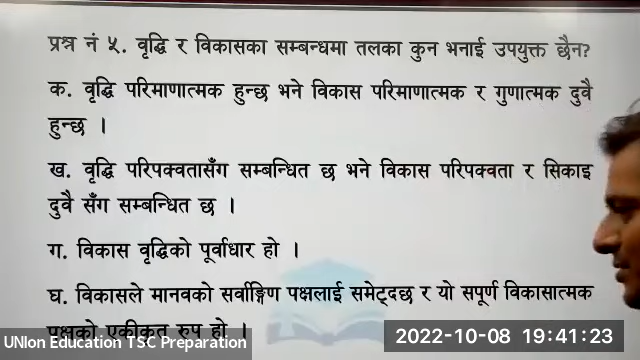 प्रश्न नं ५. वृद्धि र विकासका सम्बन्धमा तलका कुन भनाई उपयुक्त छैन?
क. वृद्धि परिमाणात्मक हुन्छ भने विकास परिमाणात्मक र गुणात्मक दुवै
हुन्छ ।
ख. वृद्धि परिपक्वतासँग सम्बन्धित छ भने विकास परिपक्वता र सिकाइ
दुवै सँग सम्बन्धित छ ।
ग. विकास वृद्धिको पूर्वाधार हो ।
घ. विकासले मानवको सर्वाङ्गिण पक्षलाई समेट्दछ र यो सपूर्ण विकासात्मक
पक्षको एकीकृत रुप हो ।
UNIon Education TSC Preparation
2022-10-08 19:41:23